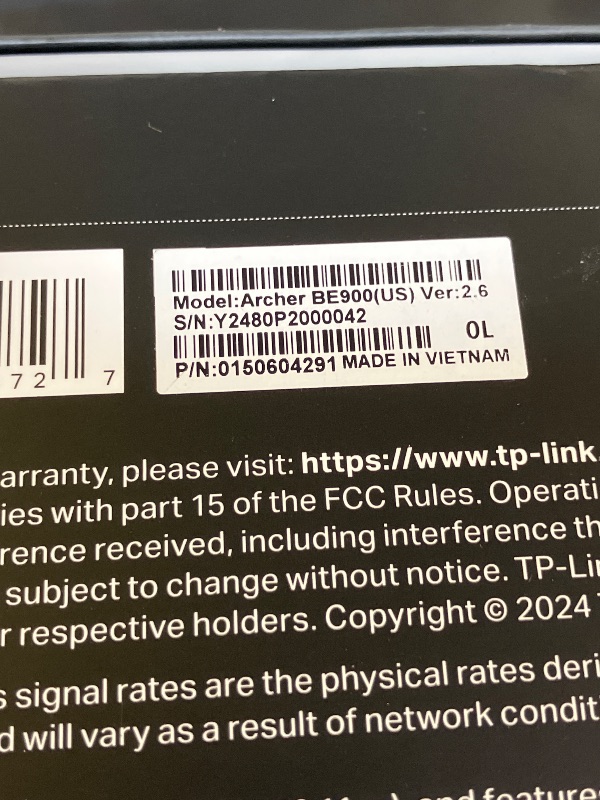 Model:Archer BE900(US) Ver:2.6
S/N:Y2480P2000042
0L
P/N:0150604291 MADE IN VIETNAM
72 7
arranty, please visit: https://www.tp-link.
ies with part 15 of the FCC Rules. Operati
rence received, including interference th
subject to change without notice. TP-Lin
r respective holders. Copyright © 2024
s signal rates are the physical rates deri
d will vary as a result of network condit
and features